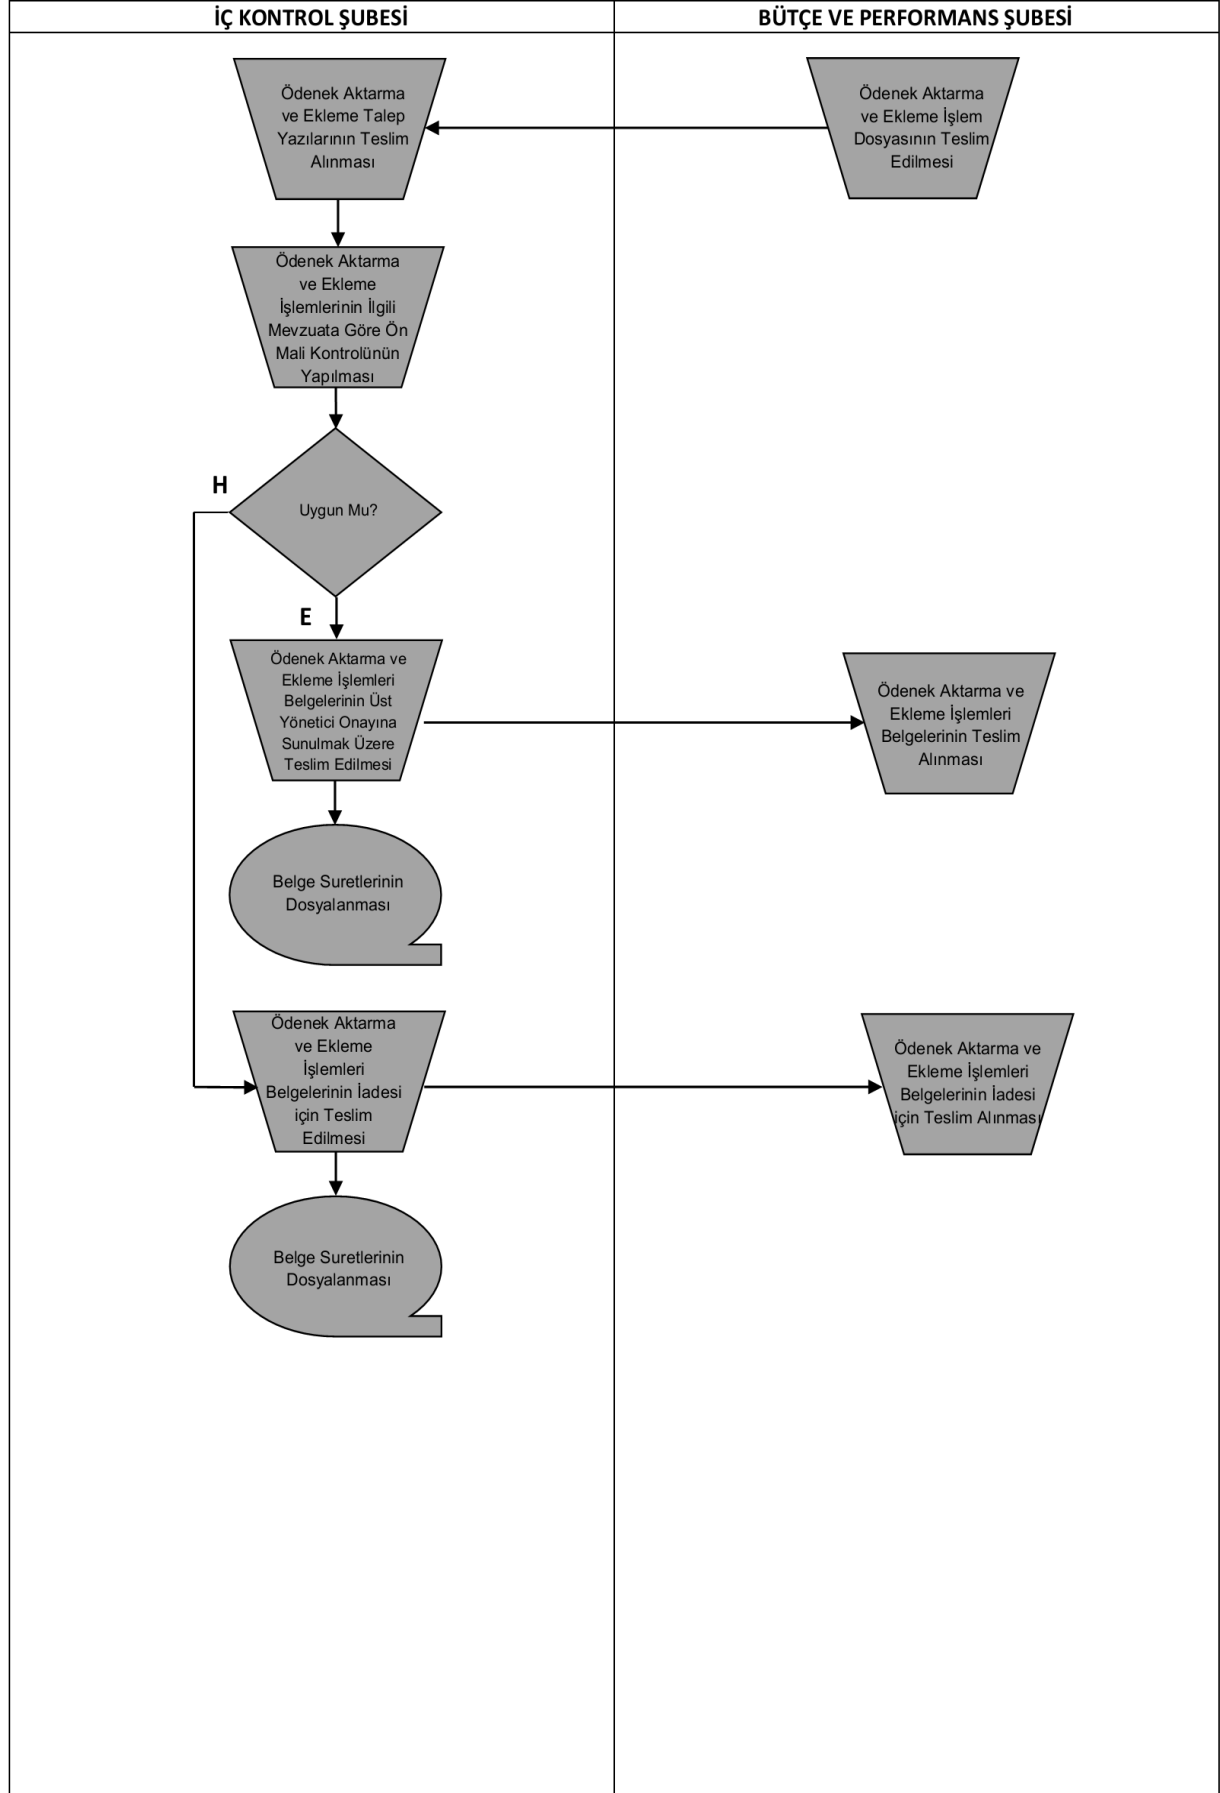 İÇ KONTROL ŞUBESİ
BÜTÇE VE PERFORMANS ŞUBESİ
Ödenek Aktarma
ve Ekleme Talep
Yazılarının Teslim
Alınması
Ödenek Aktarma
ve Ekleme İşlem
Dosyasının Teslim
Edilmesi
Ödenek Aktarma
ve Ekleme
İşlemlerinin İlgili
Mevzuata Göre Ön
Mali Kontrolünün
Yapılması
H
Uygun Mu?
E
Ödenek Aktarma ve
Ekleme İşlemleri
Belgelerinin Üst
Yönetici Onayına
Sunulmak Üzere
Teslim Edilmesi
Ödenek Aktarma ve
Ekleme İşlemleri
Belgelerinin Teslim
Alınması
Belge Suretlerinin
Dosyalanması
Ödenek Aktarma
ve Ekleme
İşlemleri
Belgelerinin İadesi
için Teslim
Edilmesi
Ödenek Aktarma ve
Ekleme İşlemleri
Belgelerinin İadesi
için Teslim Alınması
Belge Suretlerinin
Dosyalanması